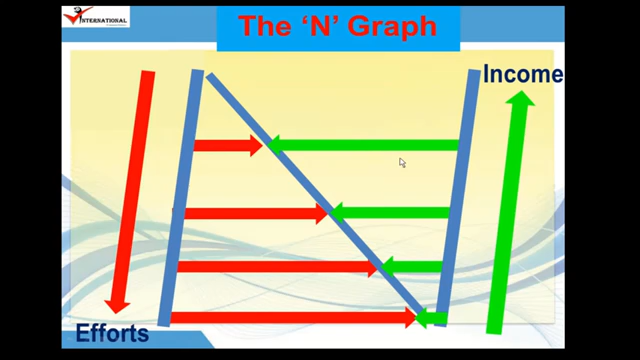 INTERNATIONAL
The ‘N’ Graph
Income
Efforts